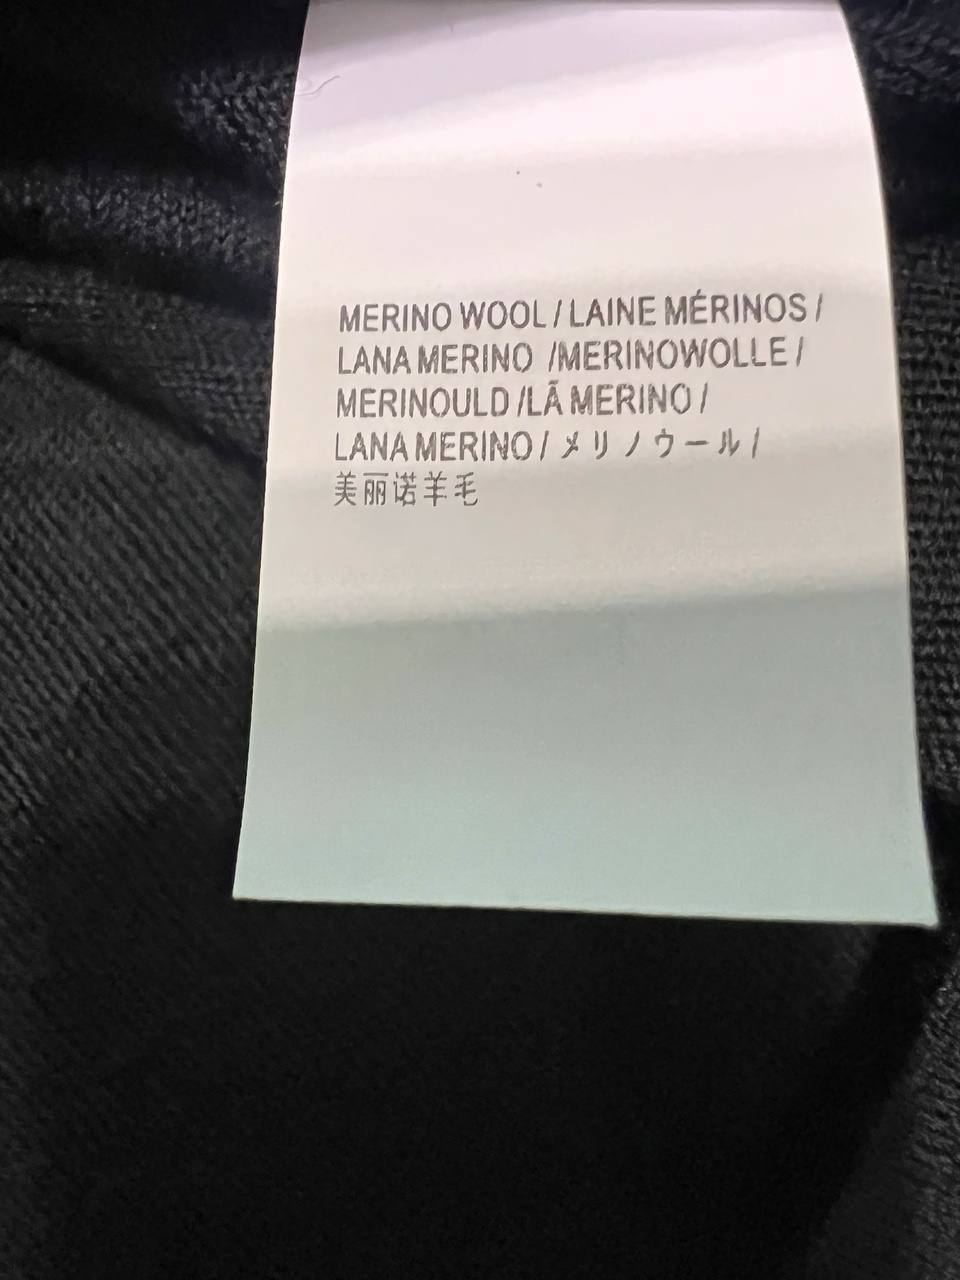 MERINO WOOL / LAINE MÉRINOS /
LANA MERINO /MERINOWOLLE /
MERINOULD /LÃ MERINO /
LANA MERINO / メリノウール /
美丽诺羊毛